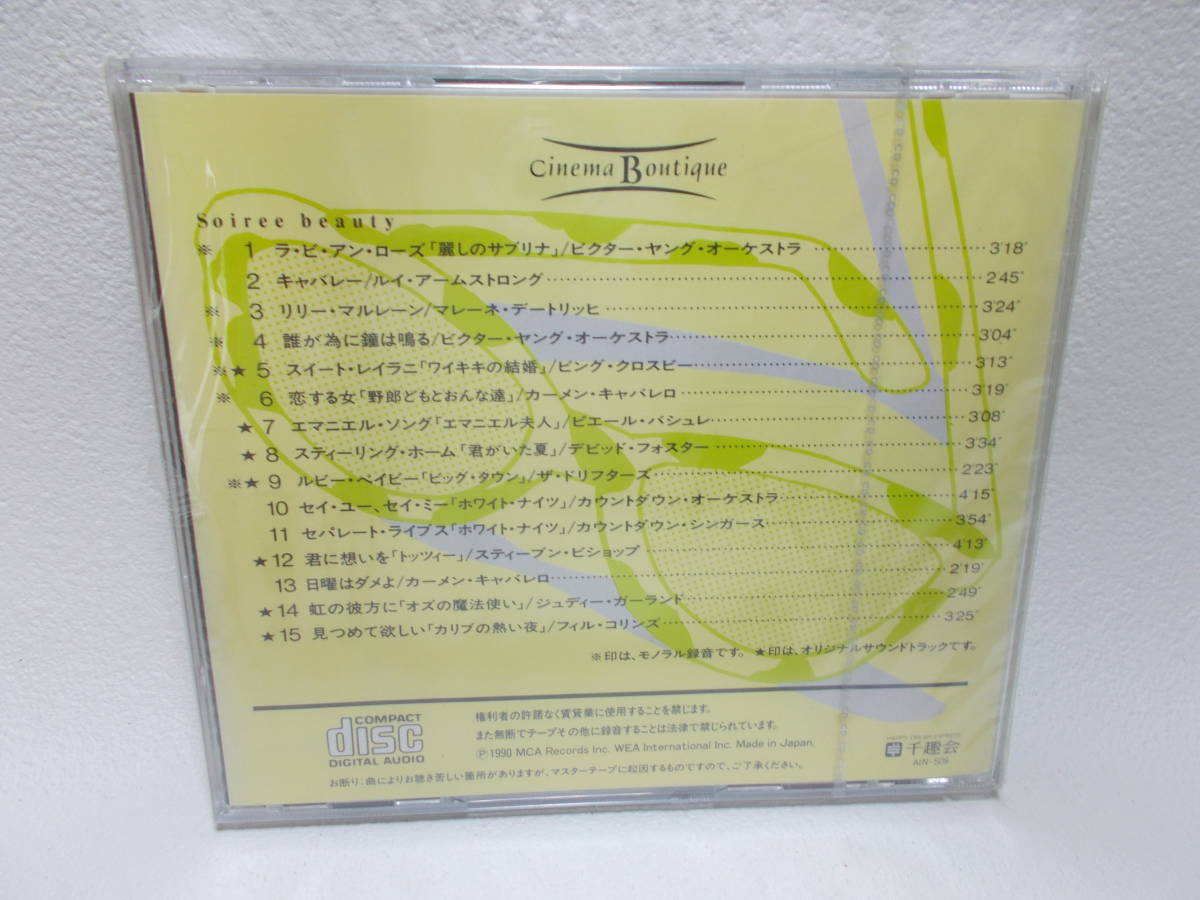 Cinema Boutique
Soiree beauty
※ 1 ラ・ビ・アン・ローズ「麗しのサブリナ」/ビクター・ヤング・オーケストラ 3'18"
2 キャバレー/ルイ・アームストロング 2'45"
※ 3 リリー・マルレーン/マレーネ・デートリッヒ 3'24"
※ 4 誰が為に鐘は鳴る/ビクター・ヤング・オーケストラ 3'04"
※★ 5 スイート・レイラニ「ワイキキの結婚」/ビング・クロスビー 3'13"
※ 6 恋する女「野郎どもとおんな達」/カーメン・キャバレロ 3'19"
★ 7 エマニエル・ソング「エマニエル夫人」/ピエール・バシュレ 3'08"
★ 8 スティーリング・ホーム「君がいた夏」/デビッド・フォスター 3'34"
※★ 9 ルビー・ベイビー「ビッグ・タウン」/ザ・ドリフターズ 2'23"
10 セイ・ユー、セイ・ミー「ホワイト・ナイツ」/カウントダウン・オーケストラ 4'15"
11 セパレート・ライブス「ホワイト・ナイツ」/カウントダウン・シンガース 3'54"
★ 12 君に想いを「トッツィー」/スティーブン・ビショップ 4'13"
13 日曜はダメよ/カーメン・キャバレロ 2'19"
★ 14 虹の彼方に「オズの魔法使い」/ジュディー・ガーランド 2'49"
★ 15 見つめて欲しい「カリブの熱い夜」/フィル・コリンズ 3'25"
※印は、モノラル録音です。 ★印は、オリジナルサウンドトラックです。
COMPACT
disc
DIGITAL AUDIO
権利者の許諾なく賃貸業に使用することを禁じます。
また無断でテープその他に録音することは法律で禁じられています。
Ⓟ1990 MCA Records Inc. WEA International Inc. Made in Japan.
千趣会
AIN-509
お断り:曲によりお聴き苦しい箇所がありますが、マスターテープに起因するものですので、ご了承ください。